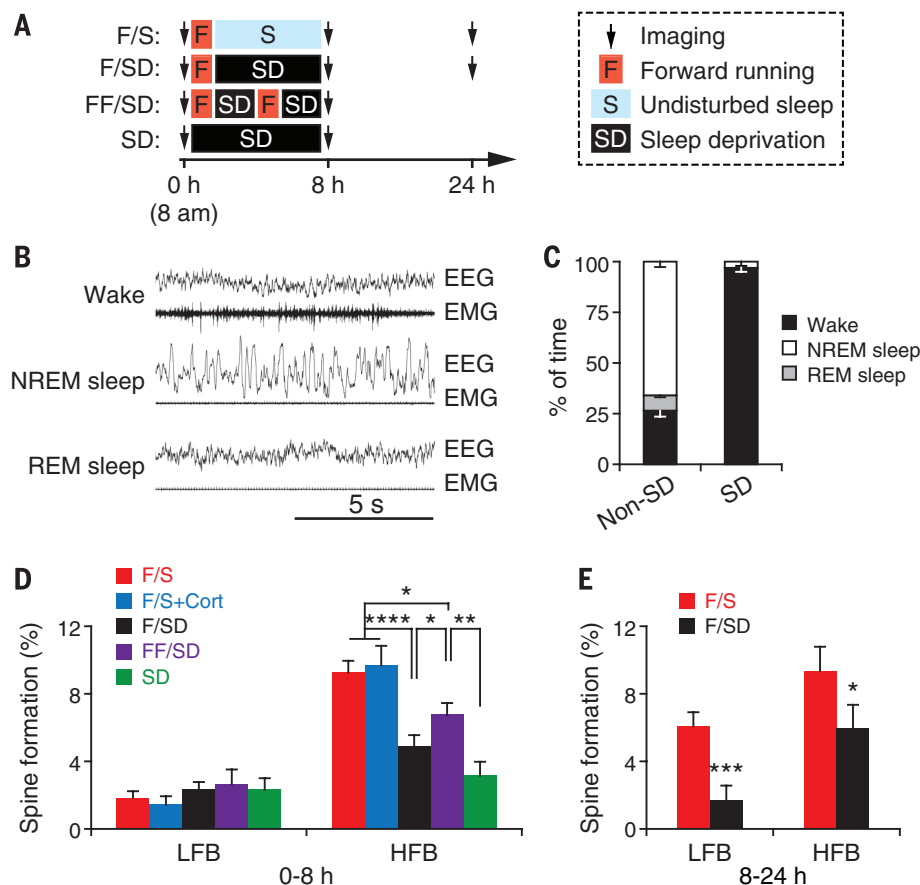 A
F/S: F S
F/SD: F SD
FF/SD: F SD F SD
SD: SD
0 h 8 h 24 h
(8 am)
Imaging
F Forward running
S Undisturbed sleep
SD Sleep deprivation
B
Wake EEG
EMG
NREM sleep EEG
EMG
REM sleep EEG
EMG
5 s
C
% of time
100
75
50
25
0
Non-SD SD
Wake
NREM sleep
REM sleep
D
F/S
F/S+Cort
F/SD
FF/SD
SD
Spine formation (%)
12
8
4
0
*
**** * **
LFB HFB
0-8 h
E
F/S
F/SD
Spine formation (%)
12
8
4
0
***
*
LFB HFB
8-24 h